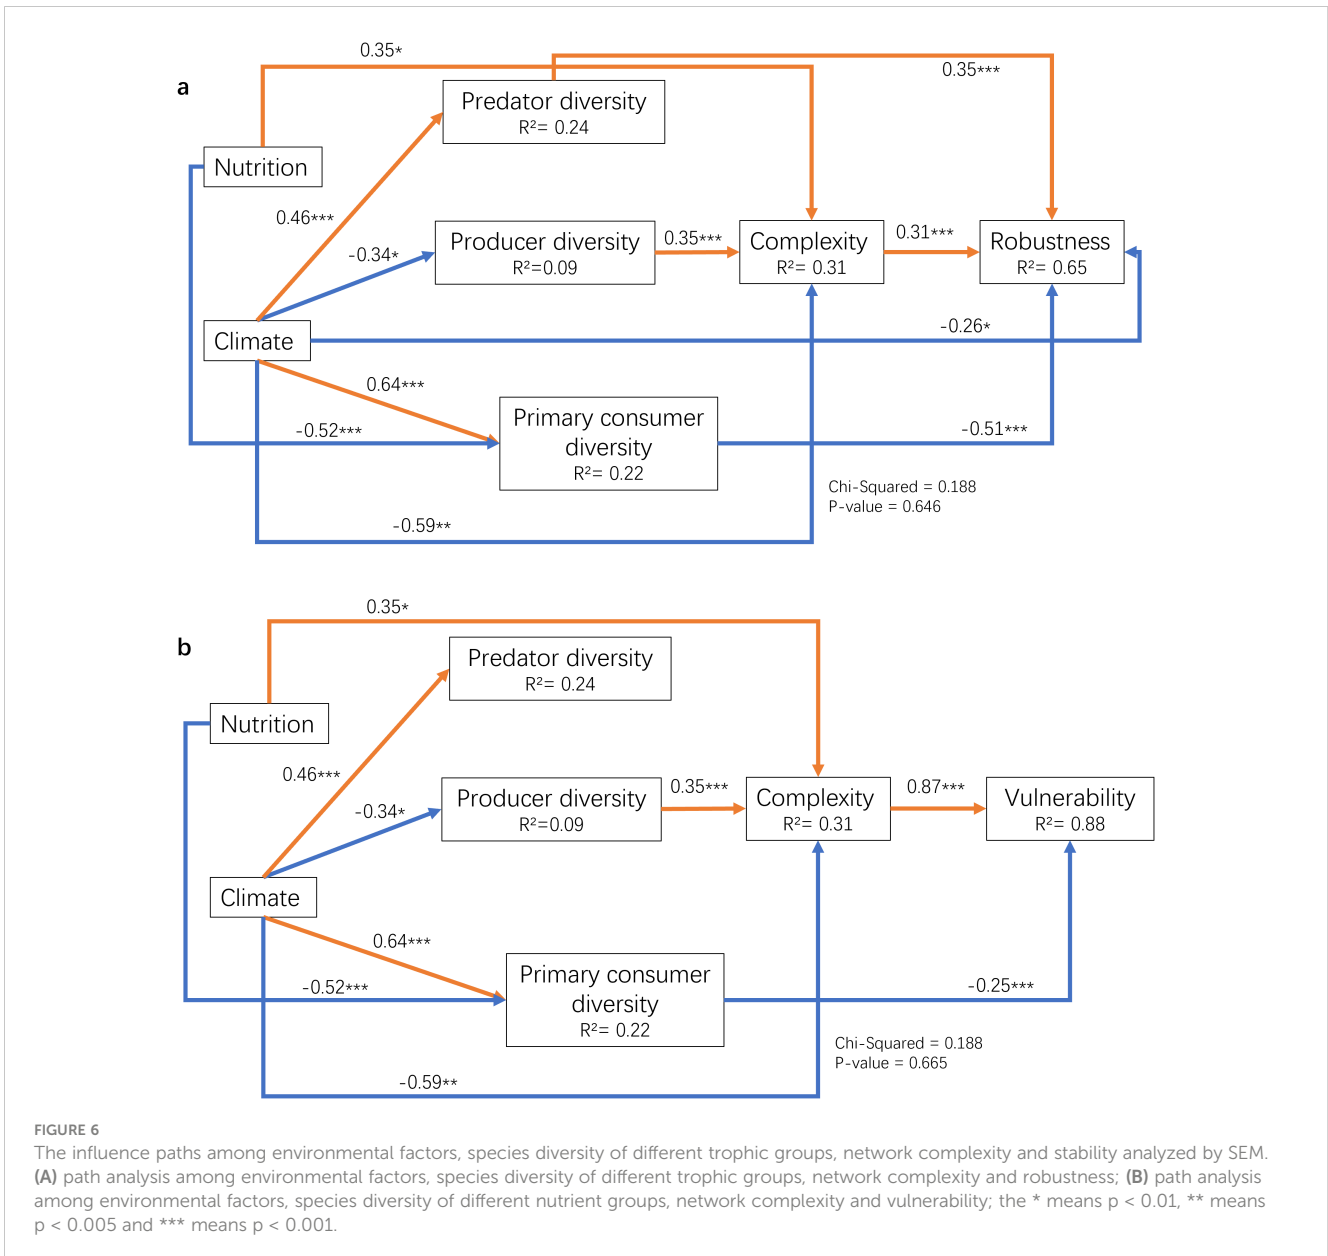 a
0.35*
0.35***
Predator diversity
R²= 0.24
Nutrition
0.46***
-0.34*
Producer diversity
R²=0.09
0.35***
Complexity
R²= 0.31
0.31***
Robustness
R²= 0.65
Climate
-0.26*
0.64***
-0.52***
Primary consumer
diversity
R²= 0.22
-0.51***
Chi-Squared = 0.188
P-value = 0.646
-0.59**
b
0.35*
Predator diversity
R²= 0.24
Nutrition
0.46***
-0.34*
Producer diversity
R²=0.09
0.35***
Complexity
R²= 0.31
0.87***
Vulnerability
R²= 0.88
Climate
0.64***
-0.52***
Primary consumer
diversity
R²= 0.22
-0.25***
Chi-Squared = 0.188
P-value = 0.665
-0.59**
FIGURE 6
The influence paths among environmental factors, species diversity of different trophic groups, network complexity and stability analyzed by SEM.
(A) path analysis among environmental factors, species diversity of different trophic groups, network complexity and robustness; (B) path analysis
among environmental factors, species diversity of different nutrient groups, network complexity and vulnerability; the * means p < 0.01, ** means
p < 0.005 and *** means p < 0.001.